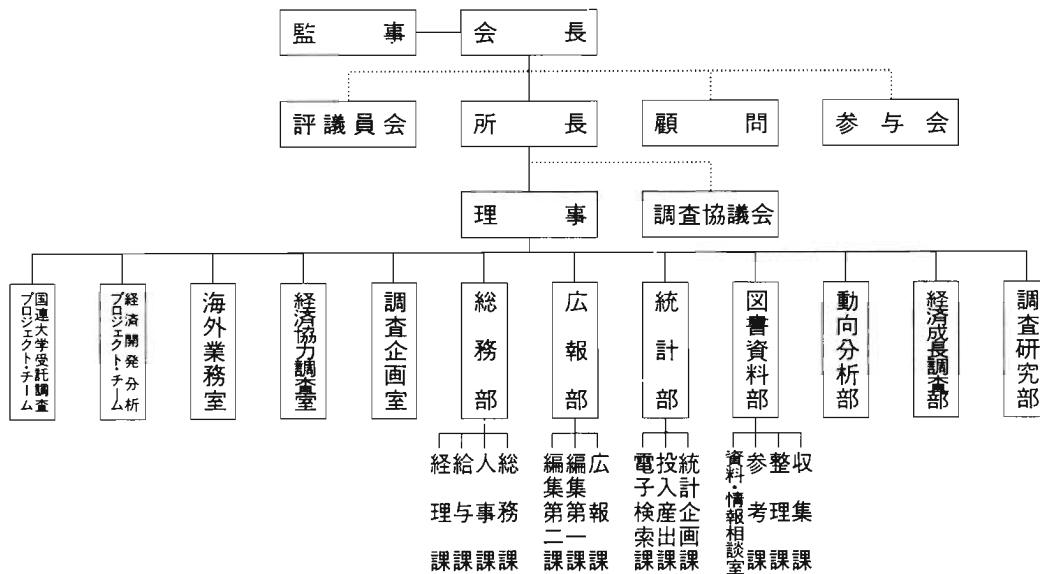 監事
会長
評議員会
所長
顧問
参与会
理事
調査協議会
調査研究部
経済成長調査部
動向分析部
図書資料部
統計部
広報部
総務部
調査企画室
経済協力調査室
海外業務室
経済開発分析
プロジェクト・チーム
国連大学受託調査
プロジェクト・チーム
収集課
整理課
参考課
資料・情報相談室
統計企画課
投入産出課
電子検索課
広報課
編集第一課
編集第二課
総務課
人事課
給与課
経理課